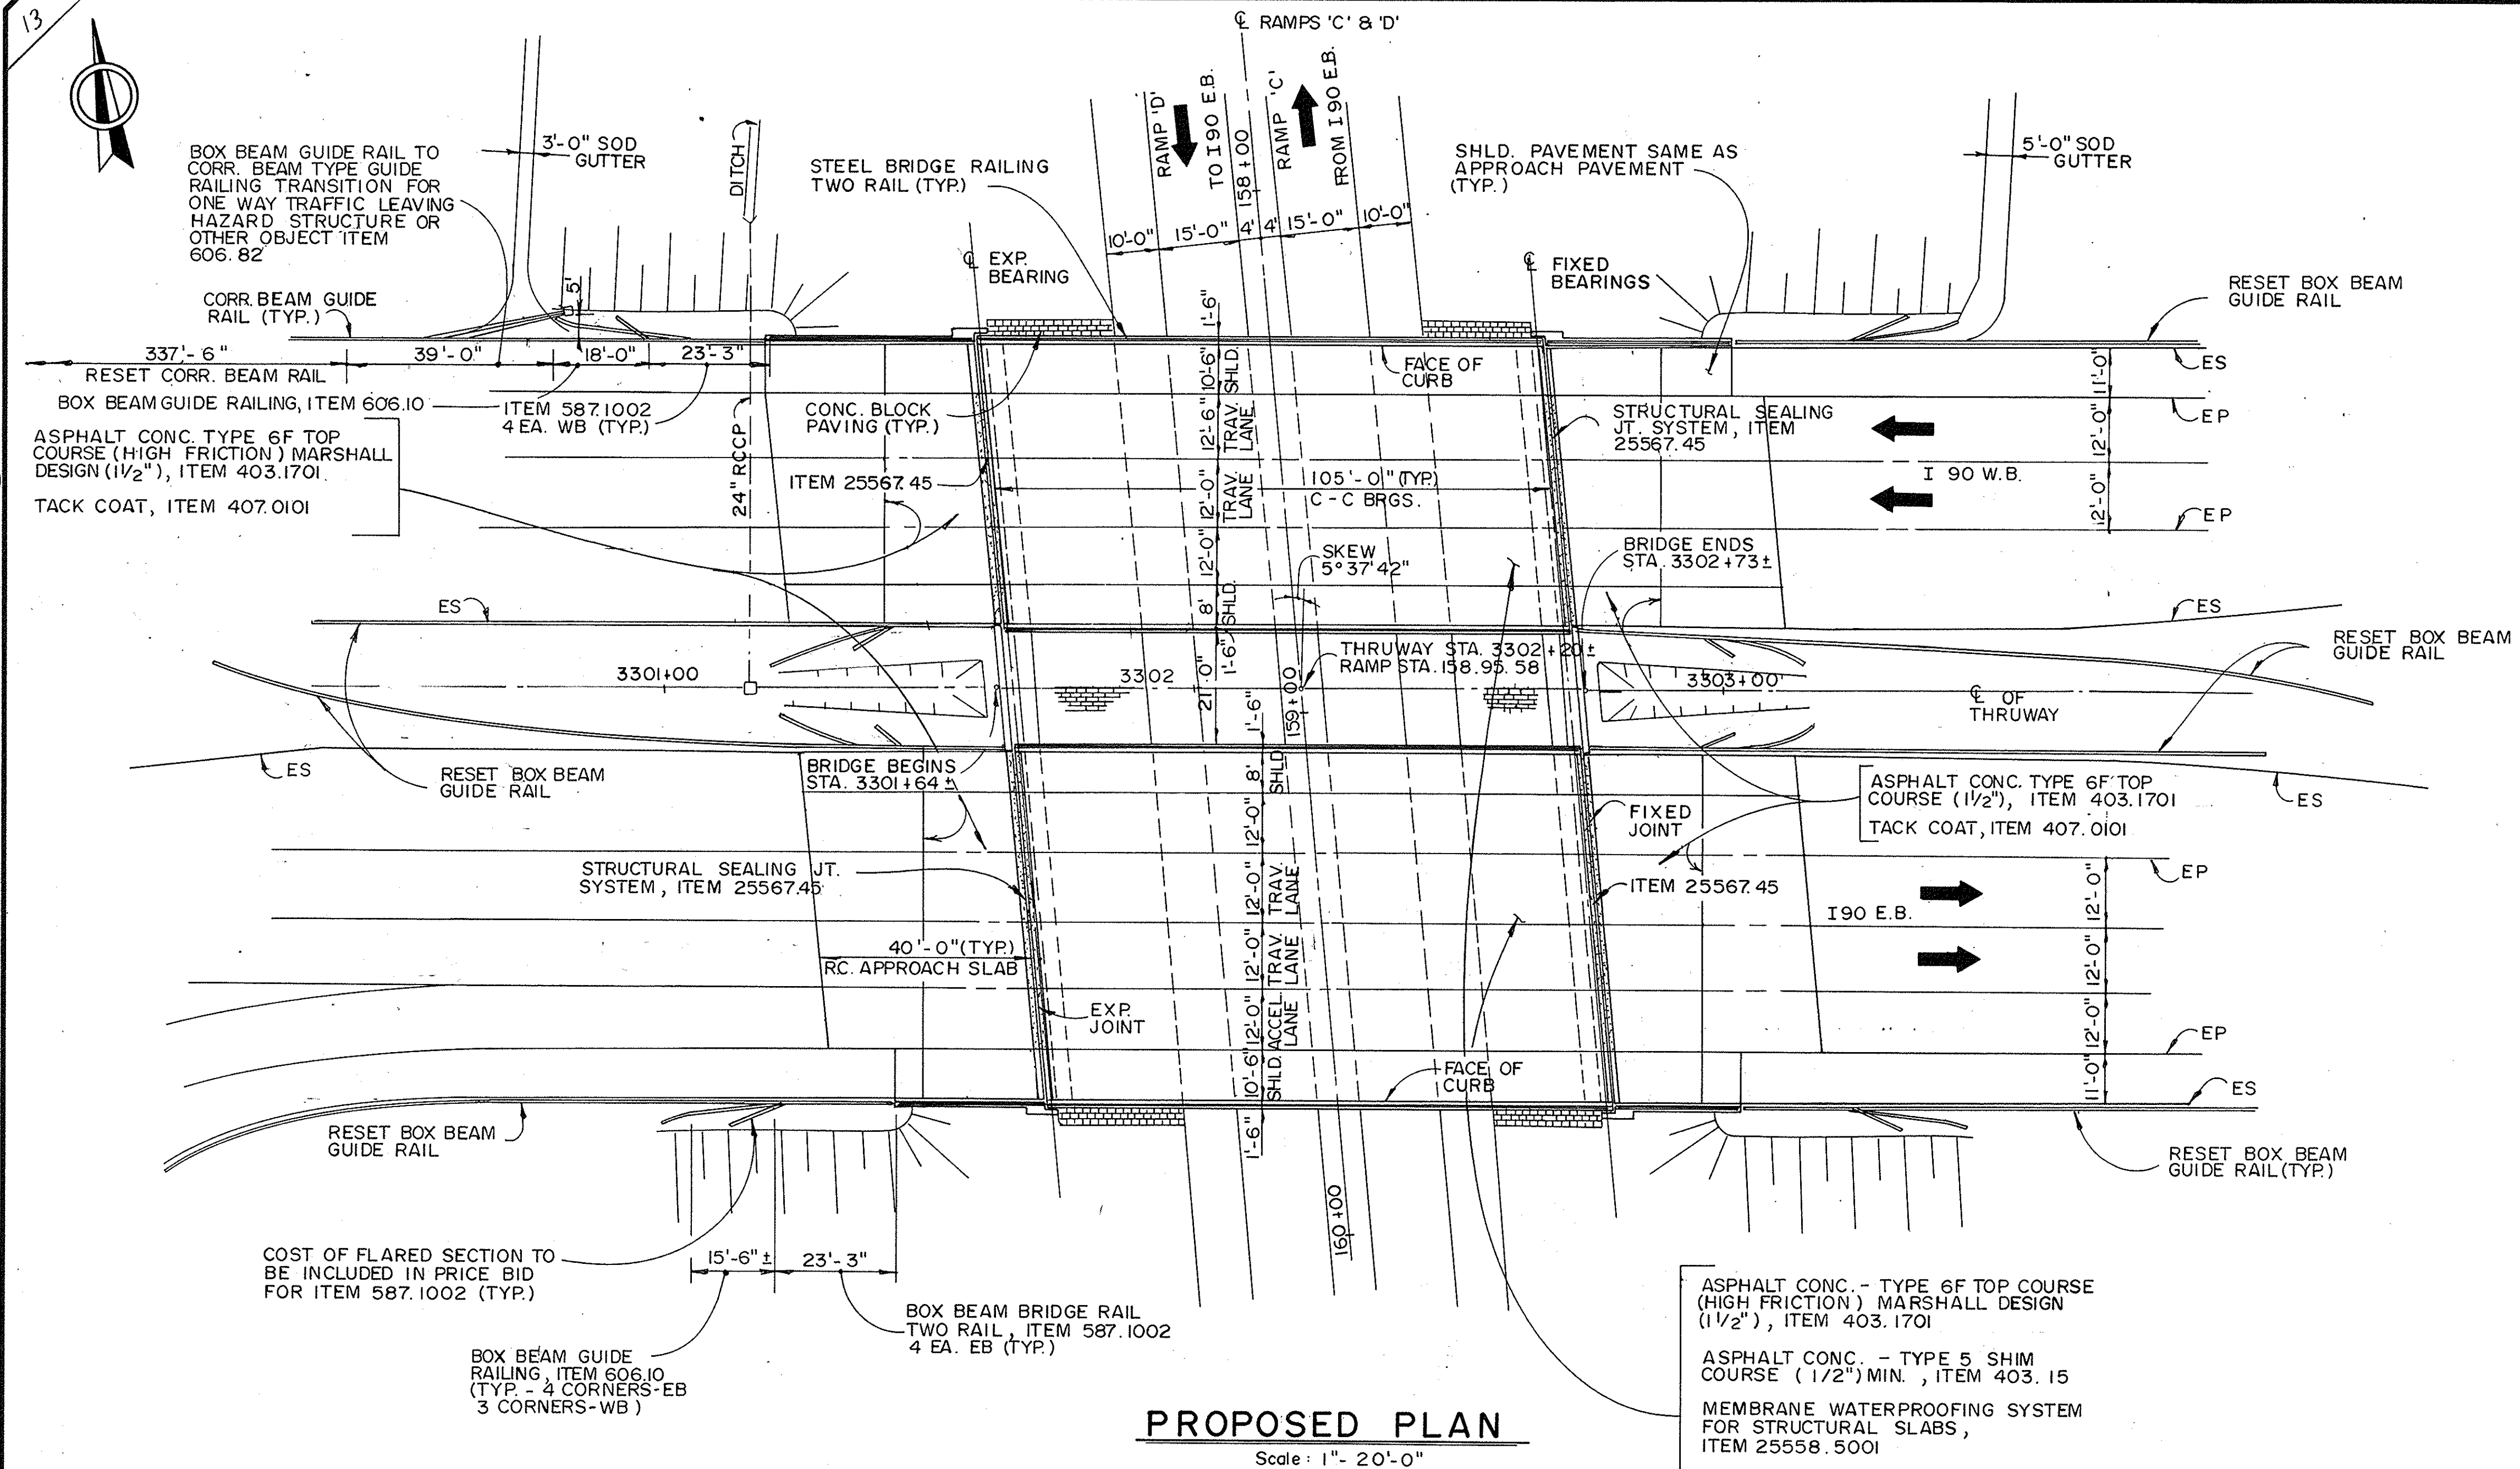 13
℄ RAMPS 'C' & 'D'
RAMP 'D'
TO I 90 E.B.
158+00
RAMP 'C'
FROM I 90 E.B.
BOX BEAM GUIDE RAIL TO
CORR. BEAM TYPE GUIDE
RAILING TRANSITION FOR
ONE WAY TRAFFIC LEAVING
HAZARD STRUCTURE OR
OTHER OBJECT ITEM
606.82
3'-0" SOD
GUTTER
DITCH
STEEL BRIDGE RAILING
TWO RAIL (TYP.)
SHLD. PAVEMENT SAME AS
APPROACH PAVEMENT
(TYP.)
5'-0" SOD
GUTTER
10'-0"
15'-0"
4'
4'
15'-0"
10'-0"
℄ EXP.
BEARING
℄ FIXED
BEARINGS
RESET BOX BEAM
GUIDE RAIL
CORR. BEAM GUIDE
RAIL (TYP.)
5'
1'-6"
337'-6"
39'-0"
18'-0"
23'-3"
RESET CORR. BEAM RAIL
BOX BEAM GUIDE RAILING, ITEM 606.10
ITEM 587.1002
4 EA. WB (TYP.)
CONC. BLOCK
PAVING (TYP.)
10'-6"
SHLD.
FACE OF
CURB
11'-0"
ES
EP
ASPHALT CONC. TYPE 6F TOP
COURSE (HIGH FRICTION) MARSHALL
DESIGN (1 1/2"), ITEM 403.1701
TACK COAT, ITEM 407.0101
24" RCCP
ITEM 25567.45
12'-6"
TRAV.
LANE
12'-0"
TRAV.
LANE
105'-0" (TYP.)
C-C BRGS.
STRUCTURAL SEALING
JT. SYSTEM, ITEM
25567.45
I 90 W.B.
12'-0"
12'-0"
EP
12'-0"
SKEW
5°37'42"
BRIDGE ENDS
STA. 3302+73±
8'
SHLD.
1'-6"
ES
ES
RESET BOX BEAM
GUIDE RAIL
THRUWAY STA. 3302+20±
RAMP STA. 158.95.58
3301+00
3302
21'-0"
159+00
3303+00
℄ OF
THRUWAY
1'-6"
ES
RESET BOX BEAM
GUIDE RAIL
BRIDGE BEGINS
STA. 3301+64±
8'
SHLD
FIXED
JOINT
ASPHALT CONC. TYPE 6F TOP
COURSE (1 1/2"), ITEM 403.1701
TACK COAT, ITEM 407.0101
ES
12'-0"
STRUCTURAL SEALING JT.
SYSTEM, ITEM 25567.45
12'-0"
TRAV.
LANE
ITEM 25567.45
EP
12'-0"
I 90 E.B.
40'-0" (TYP.)
RC. APPROACH SLAB
12'-0"
TRAV.
LANE
12'-0"
EXP.
JOINT
12'-0"
ACCEL
LANE
12'-0"
EP
10'-6"
SHLD.
FACE OF
CURB
11'-0"
ES
RESET BOX BEAM
GUIDE RAIL
1'-6"
RESET BOX BEAM
GUIDE RAIL (TYP.)
160+00
COST OF FLARED SECTION TO
BE INCLUDED IN PRICE BID
FOR ITEM 587.1002 (TYP.)
15'-6"±
23'-3"
BOX BEAM BRIDGE RAIL
TWO RAIL, ITEM 587.1002
4 EA. EB (TYP.)
BOX BEAM GUIDE
RAILING, ITEM 606.10
(TYP. - 4 CORNERS-EB
3 CORNERS-WB)
ASPHALT CONC. - TYPE 6F TOP COURSE
(HIGH FRICTION) MARSHALL DESIGN
(1 1/2"), ITEM 403.1701
ASPHALT CONC. - TYPE 5 SHIM
COURSE (1/2") MIN., ITEM 403.15
MEMBRANE WATERPROOFING SYSTEM
FOR STRUCTURAL SLABS,
ITEM 25558.5001
PROPOSED PLAN
Scale: 1"- 20'-0"